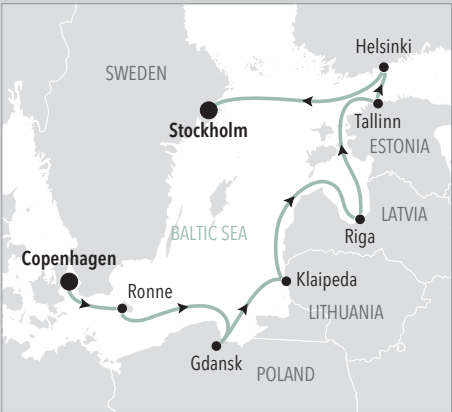 Helsinki
SWEDEN
Stockholm
Tallinn
ESTONIA
LATVIA
BALTIC SEA
Riga
Copenhagen
Klaipeda
Ronne
LITHUANIA
Gdansk
POLAND